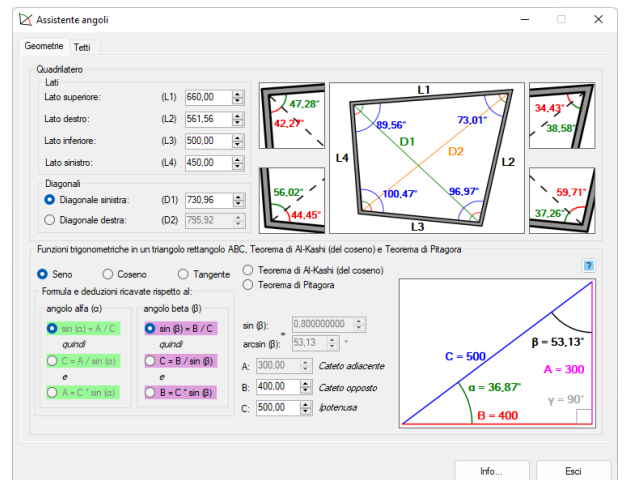 Assistente angoli
Geometrie Tetti
Quadrilatero
Lati
Lato superiore: (L1) 660,00
Lato destro: (L2) 561,56
Lato inferiore: (L3) 500,00
Lato sinistro: (L4) 450,00
Diagonali
Diagonale sinistra: (D1) 730,96
Diagonale destra: (D2) 795,92
47,28°
42,27°
56,02°
44,45°
L1
89,56°
73,01°
D1
D2
L4
L2
100,47°
96,97°
L3
34,43°
38,58°
59,71°
37,26°
Funzioni trigonometriche in un triangolo rettangolo ABC, Teorema di Al-Kashi (del coseno) e Teorema di Pitagora
Seno Coseno Tangente
Teorema di Al-Kashi (del coseno)
Teorema di Pitagora
?
Formula e deduzioni ricavate rispetto al:
angolo alfa (α)
sin (α) = A / C
quindi
C = A / sin (α)
e
A = C * sin (α)
angolo beta (β)
sin (β) = B / C
quindi
C = B / sin (β)
e
B = C * sin (β)
sin (β): = 0,800000000
arcsin (β): 53,13 °
A: 300,00 Cateto adiacente
B: 400,00 Cateto opposto
C: 500,00 Ipotenusa
C = 500
β = 53,13°
A = 300
α = 36,87°
γ = 90°
B = 400
Info... Esci